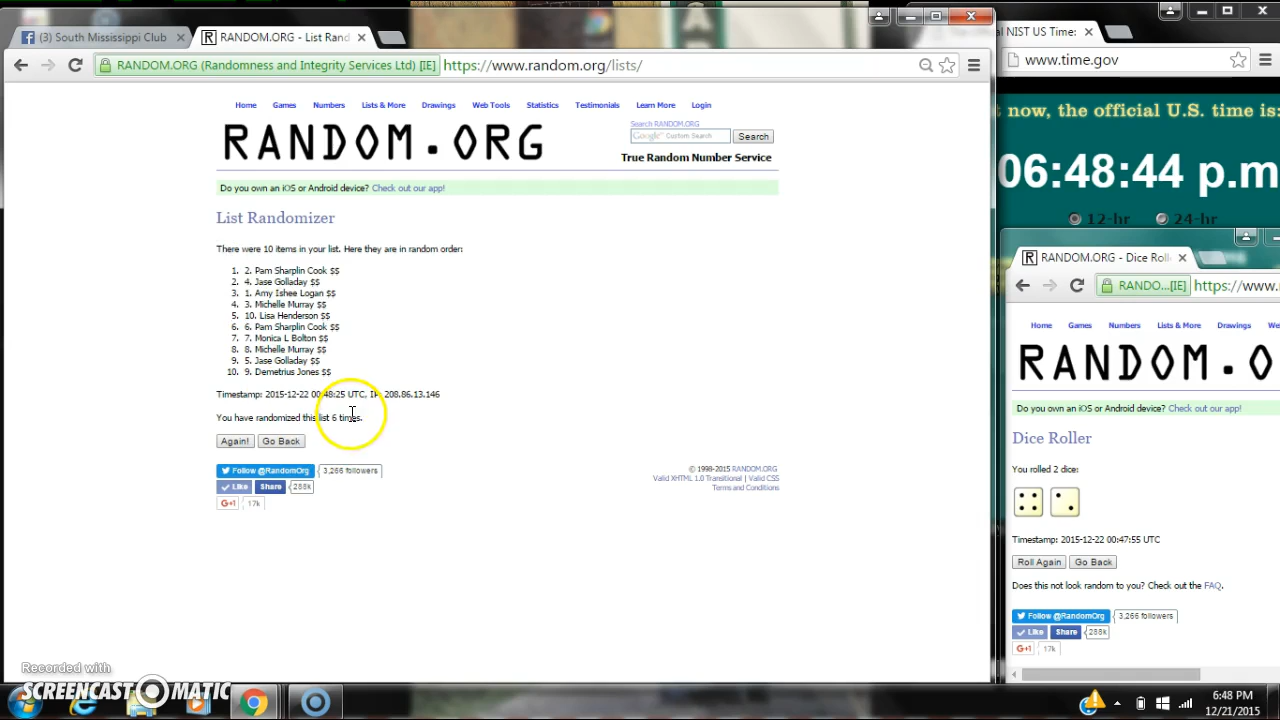 (3) South Mississippi Club
RANDOM.ORG - List Rand
RANDOM.ORG (Randomness and Integrity Services Ltd) [IE]
https://www.random.org/lists/
Home Games Numbers Lists & More Drawings Web Tools Statistics Testimonials Learn More Login
RANDOM.ORG
Search RANDOM.ORG
Google™ Custom Search
Search
True Random Number Service
Do you own an iOS or Android device? Check out our app!
List Randomizer
There were 10 items in your list. Here they are in random order:
1. 2. Pam Sharplin Cook $$
2. 4. Jase Golladay $$
3. 1. Amy Ishee Logan $$
4. 3. Michelle Murray $$
5. 10. Lisa Henderson $$
6. 6. Pam Sharplin Cook $$
7. 7. Monica L Bolton $$
8. 8. Michelle Murray $$
9. 5. Jase Golladay $$
10. 9. Demetrius Jones $$
Timestamp: 2015-12-22 00:48:25 UTC, IP: 208.86.13.146
You have randomized this list 6 times.
Again! Go Back
Follow @RandomOrg 3,266 followers
Like Share 288k
G+1 17k
© 1998-2015 RANDOM.ORG
Valid XHTML 1.0 Transitional | Valid CSS
Terms and Conditions
al NIST US Time:
www.time.gov
t now, the official U.S. time is:
06:48:44 p.m
12-hr 24-hr
RANDOM.ORG - Dice Roll
RANDO...[IE] https://www.
Home Games Numbers Lists & More Drawings We
RANDOM.O
Do you own an iOS or Android device? Check out our app!
Dice Roller
You rolled 2 dice:
Timestamp: 2015-12-22 00:47:55 UTC
Roll Again Go Back
Does this not look random to you? Check out the FAQ.
Follow @RandomOrg 3,266 followers
Like Share 288k
G+1 17k
Recorded with
SCREENCAST-O-MATIC
6:48 PM
12/21/2015